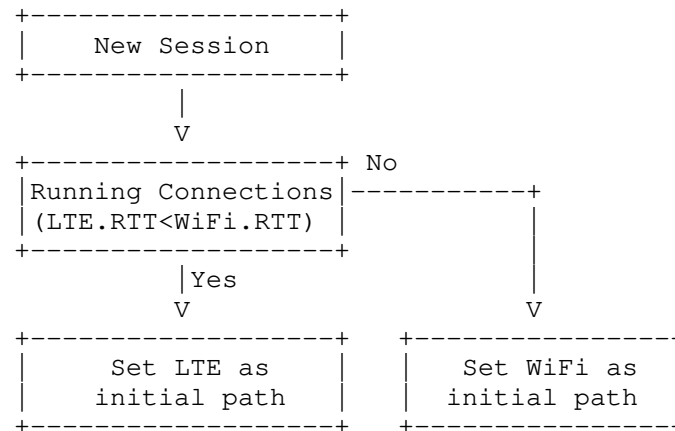 New Session
No
Running Connections
(LTE.RTT<WiFi.RTT)
Yes
Set LTE as
initial path
Set WiFi as
initial path